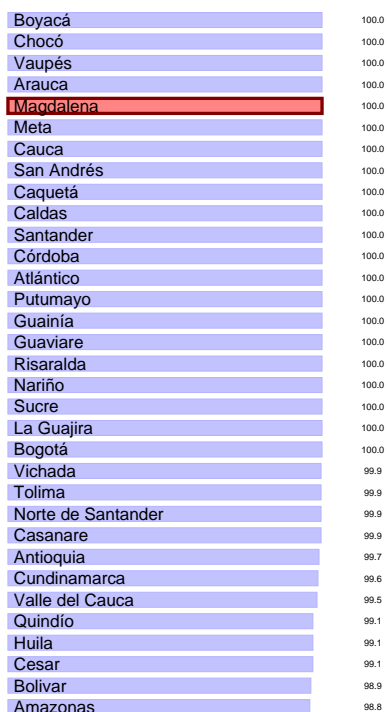 Boyacá 100.0
Chocó 100.0
Vaupés 100.0
Arauca 100.0
Magdalena 100.0
Meta 100.0
Cauca 100.0
San Andrés 100.0
Caquetá 100.0
Caldas 100.0
Santander 100.0
Córdoba 100.0
Atlántico 100.0
Putumayo 100.0
Guainía 100.0
Guaviare 100.0
Risaralda 100.0
Nariño 100.0
Sucre 100.0
La Guajira 100.0
Bogotá 100.0
Vichada 99.9
Tolima 99.9
Norte de Santander 99.9
Casanare 99.9
Antioquia 99.7
Cundinamarca 99.6
Valle del Cauca 99.5
Quindío 99.1
Huila 99.1
Cesar 99.1
Bolivar 98.9
Amazonas 98.8